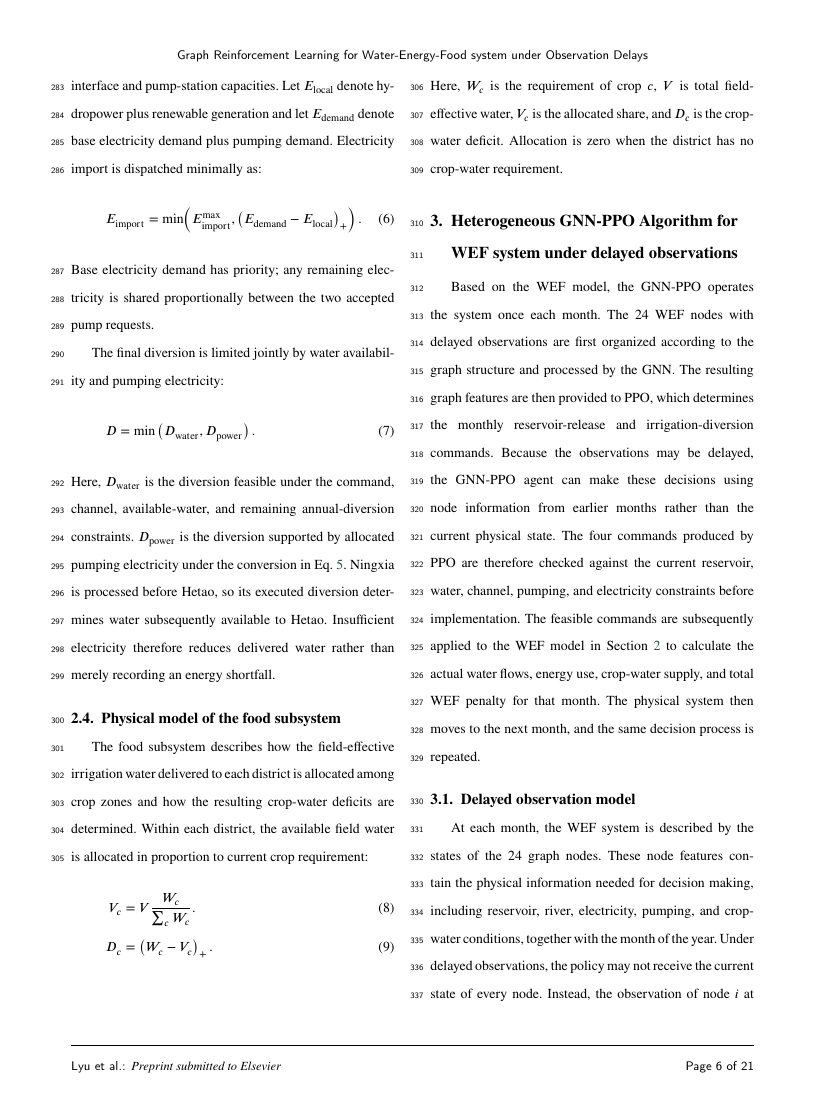 Graph Reinforcement Learning for Water-Energy-Food system under Observation Delays
283 interface and pump-station capacities. Let E_local denote hy-
284 dropower plus renewable generation and let E_demand denote
285 base electricity demand plus pumping demand. Electricity
286 import is dispatched minimally as:
E_import = min(E_import^max, (E_demand − E_local)_+). (6)
287 Base electricity demand has priority; any remaining elec-
288 tricity is shared proportionally between the two accepted
289 pump requests.
290 The final diversion is limited jointly by water availabil-
291 ity and pumping electricity:
D = min (D_water, D_power). (7)
292 Here, D_water is the diversion feasible under the command,
293 channel, available-water, and remaining annual-diversion
294 constraints. D_power is the diversion supported by allocated
295 pumping electricity under the conversion in Eq. 5. Ningxia
296 is processed before Hetao, so its executed diversion deter-
297 mines water subsequently available to Hetao. Insufficient
298 electricity therefore reduces delivered water rather than
299 merely recording an energy shortfall.
300 2.4. Physical model of the food subsystem
301 The food subsystem describes how the field-effective
302 irrigation water delivered to each district is allocated among
303 crop zones and how the resulting crop-water deficits are
304 determined. Within each district, the available field water
305 is allocated in proportion to current crop requirement:
V_c = V W_c / ∑_c W_c. (8)
D_c = (W_c − V_c)_+. (9)
306 Here, W_c is the requirement of crop c, V is total field-
307 effective water, V_c is the allocated share, and D_c is the crop-
308 water deficit. Allocation is zero when the district has no
309 crop-water requirement.
310 3. Heterogeneous GNN-PPO Algorithm for
311 WEF system under delayed observations
312 Based on the WEF model, the GNN-PPO operates
313 the system once each month. The 24 WEF nodes with
314 delayed observations are first organized according to the
315 graph structure and processed by the GNN. The resulting
316 graph features are then provided to PPO, which determines
317 the monthly reservoir-release and irrigation-diversion
318 commands. Because the observations may be delayed,
319 the GNN-PPO agent can make these decisions using
320 node information from earlier months rather than the
321 current physical state. The four commands produced by
322 PPO are therefore checked against the current reservoir,
323 water, channel, pumping, and electricity constraints before
324 implementation. The feasible commands are subsequently
325 applied to the WEF model in Section 2 to calculate the
326 actual water flows, energy use, crop-water supply, and total
327 WEF penalty for that month. The physical system then
328 moves to the next month, and the same decision process is
329 repeated.
330 3.1. Delayed observation model
331 At each month, the WEF system is described by the
332 states of the 24 graph nodes. These node features con-
333 tain the physical information needed for decision making,
334 including reservoir, river, electricity, pumping, and crop-
335 water conditions, together with the month of the year. Under
336 delayed observations, the policy may not receive the current
337 state of every node. Instead, the observation of node i at
Lyu et al.: Preprint submitted to Elsevier
Page 6 of 21